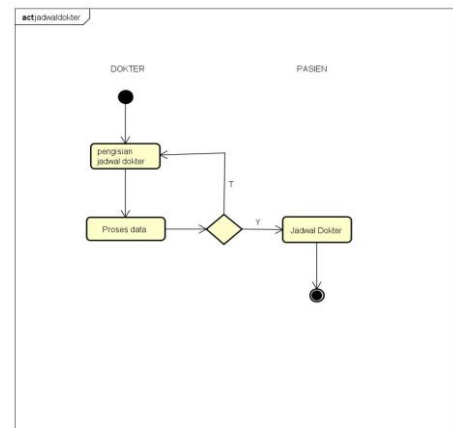 act jadwaldokter
DOKTER
PASIEN
pengisian
jadwal dokter
T
Proses data
Y
Jadwal Dokter